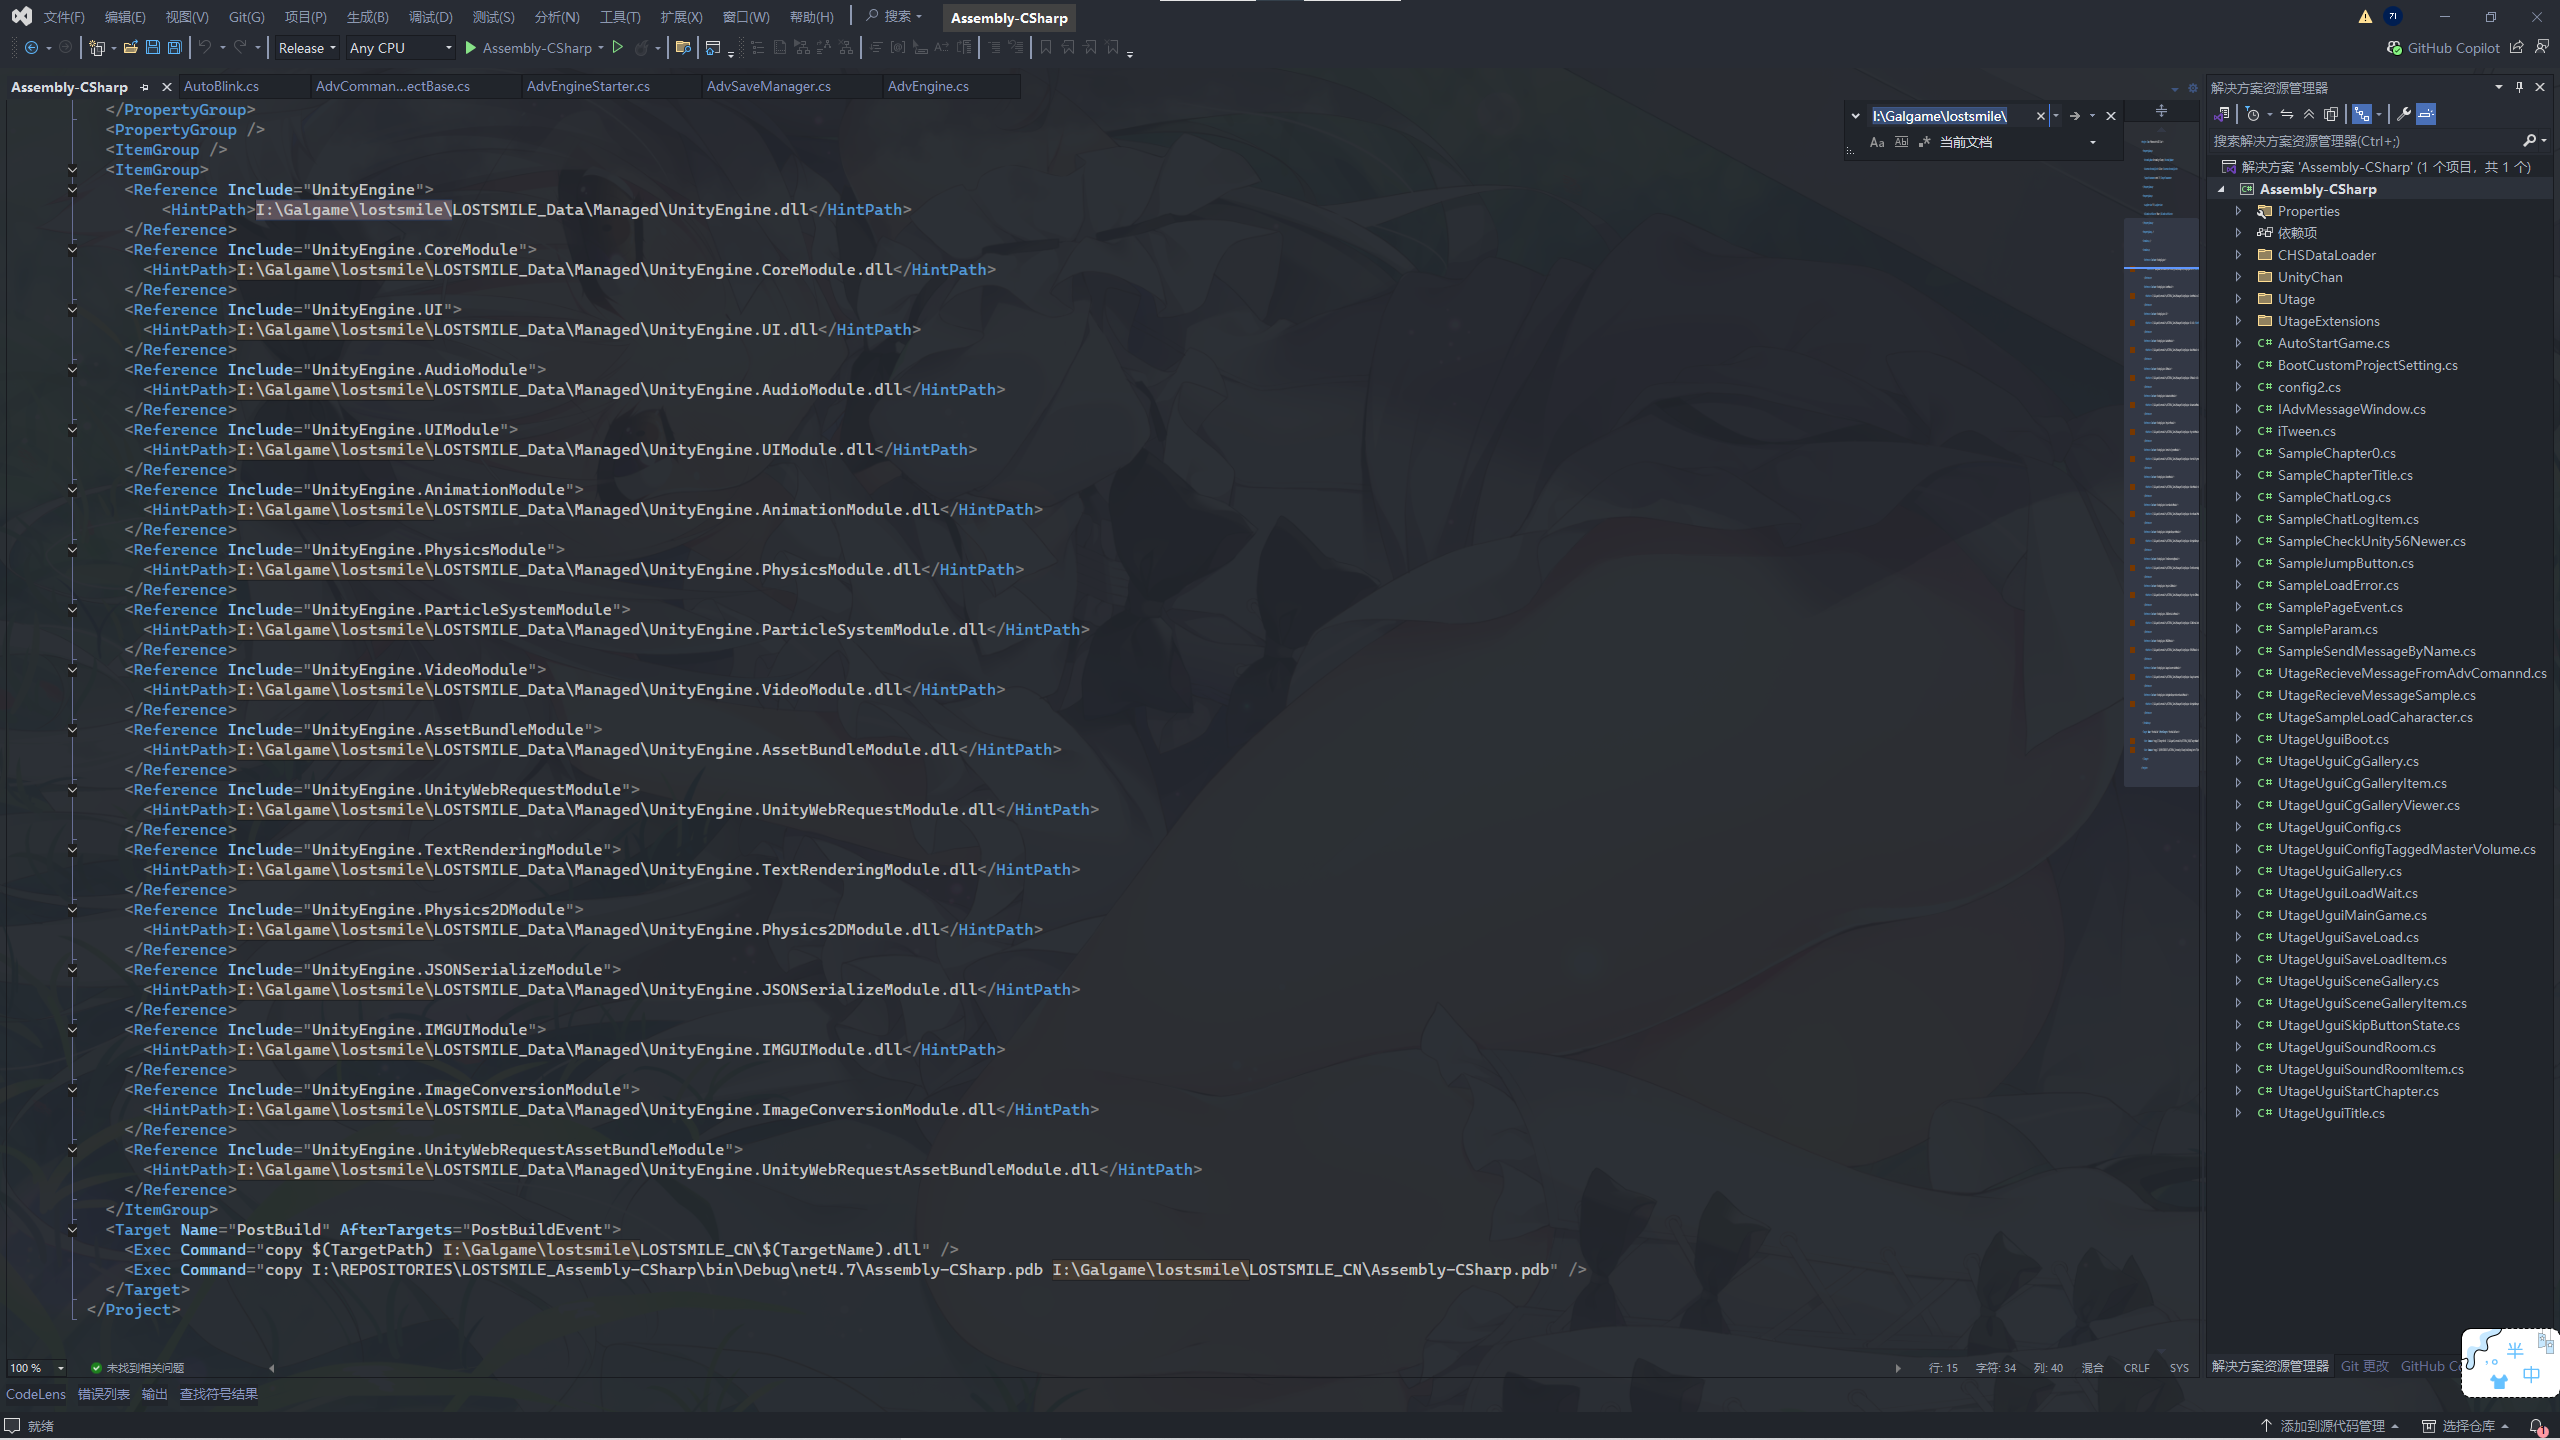 文件(F) 编辑(E) 视图(V) Git(G) 项目(P) 生成(B) 调试(D) 测试(S) 分析(N) 工具(T) 扩展(X) 窗口(W) 帮助(H) 搜索 Assembly-CSharp
Release Any CPU Assembly-CSharp GitHub Copilot
Assembly-CSharp AutoBlink.cs AdvComman...ectBase.cs AdvEngineStarter.cs AdvSaveManager.cs AdvEngine.cs
I:\Galgame\lostsmile\
Aa Ab 当前文档
</PropertyGroup>
<PropertyGroup />
<ItemGroup />
<ItemGroup>
<Reference Include="UnityEngine">
<HintPath>I:\Galgame\lostsmile\LOSTSMILE_Data\Managed\UnityEngine.dll</HintPath>
</Reference>
<Reference Include="UnityEngine.CoreModule">
<HintPath>I:\Galgame\lostsmile\LOSTSMILE_Data\Managed\UnityEngine.CoreModule.dll</HintPath>
</Reference>
<Reference Include="UnityEngine.UI">
<HintPath>I:\Galgame\lostsmile\LOSTSMILE_Data\Managed\UnityEngine.UI.dll</HintPath>
</Reference>
<Reference Include="UnityEngine.AudioModule">
<HintPath>I:\Galgame\lostsmile\LOSTSMILE_Data\Managed\UnityEngine.AudioModule.dll</HintPath>
</Reference>
<Reference Include="UnityEngine.UIModule">
<HintPath>I:\Galgame\lostsmile\LOSTSMILE_Data\Managed\UnityEngine.UIModule.dll</HintPath>
</Reference>
<Reference Include="UnityEngine.AnimationModule">
<HintPath>I:\Galgame\lostsmile\LOSTSMILE_Data\Managed\UnityEngine.AnimationModule.dll</HintPath>
</Reference>
<Reference Include="UnityEngine.PhysicsModule">
<HintPath>I:\Galgame\lostsmile\LOSTSMILE_Data\Managed\UnityEngine.PhysicsModule.dll</HintPath>
</Reference>
<Reference Include="UnityEngine.ParticleSystemModule">
<HintPath>I:\Galgame\lostsmile\LOSTSMILE_Data\Managed\UnityEngine.ParticleSystemModule.dll</HintPath>
</Reference>
<Reference Include="UnityEngine.VideoModule">
<HintPath>I:\Galgame\lostsmile\LOSTSMILE_Data\Managed\UnityEngine.VideoModule.dll</HintPath>
</Reference>
<Reference Include="UnityEngine.AssetBundleModule">
<HintPath>I:\Galgame\lostsmile\LOSTSMILE_Data\Managed\UnityEngine.AssetBundleModule.dll</HintPath>
</Reference>
<Reference Include="UnityEngine.UnityWebRequestModule">
<HintPath>I:\Galgame\lostsmile\LOSTSMILE_Data\Managed\UnityEngine.UnityWebRequestModule.dll</HintPath>
</Reference>
<Reference Include="UnityEngine.TextRenderingModule">
<HintPath>I:\Galgame\lostsmile\LOSTSMILE_Data\Managed\UnityEngine.TextRenderingModule.dll</HintPath>
</Reference>
<Reference Include="UnityEngine.Physics2DModule">
<HintPath>I:\Galgame\lostsmile\LOSTSMILE_Data\Managed\UnityEngine.Physics2DModule.dll</HintPath>
</Reference>
<Reference Include="UnityEngine.JSONSerializeModule">
<HintPath>I:\Galgame\lostsmile\LOSTSMILE_Data\Managed\UnityEngine.JSONSerializeModule.dll</HintPath>
</Reference>
<Reference Include="UnityEngine.IMGUIModule">
<HintPath>I:\Galgame\lostsmile\LOSTSMILE_Data\Managed\UnityEngine.IMGUIModule.dll</HintPath>
</Reference>
<Reference Include="UnityEngine.ImageConversionModule">
<HintPath>I:\Galgame\lostsmile\LOSTSMILE_Data\Managed\UnityEngine.ImageConversionModule.dll</HintPath>
</Reference>
<Reference Include="UnityEngine.UnityWebRequestAssetBundleModule">
<HintPath>I:\Galgame\lostsmile\LOSTSMILE_Data\Managed\UnityEngine.UnityWebRequestAssetBundleModule.dll</HintPath>
</Reference>
</ItemGroup>
<Target Name="PostBuild" AfterTargets="PostBuildEvent">
<Exec Command="copy $(TargetPath) I:\Galgame\lostsmile\LOSTSMILE_CN\$(TargetName).dll" />
<Exec Command="copy I:\REPOSITORIES\LOSTSMILE_Assembly-CSharp\bin\Debug\net4.7\Assembly-CSharp.pdb I:\Galgame\lostsmile\LOSTSMILE_CN\Assembly-CSharp.pdb" />
</Target>
</Project>
解决方案资源管理器
搜索解决方案资源管理器(Ctrl+;)
解决方案 'Assembly-CSharp' (1 个项目，共 1 个)
Assembly-CSharp
Properties
依赖项
CHSDataLoader
UnityChan
Utage
UtageExtensions
C# AutoStartGame.cs
C# BootCustomProjectSetting.cs
C# config2.cs
C# IAdvMessageWindow.cs
C# iTween.cs
C# SampleChapter0.cs
C# SampleChapterTitle.cs
C# SampleChatLog.cs
C# SampleChatLogItem.cs
C# SampleCheckUnity56Newer.cs
C# SampleJumpButton.cs
C# SampleLoadError.cs
C# SamplePageEvent.cs
C# SampleParam.cs
C# SampleSendMessageByName.cs
C# UtageRecieveMessageFromAdvComannd.cs
C# UtageRecieveMessageSample.cs
C# UtageSampleLoadCaharacter.cs
C# UtageUguiBoot.cs
C# UtageUguiCgGallery.cs
C# UtageUguiCgGalleryItem.cs
C# UtageUguiCgGalleryViewer.cs
C# UtageUguiConfig.cs
C# UtageUguiConfigTaggedMasterVolume.cs
C# UtageUguiGallery.cs
C# UtageUguiLoadWait.cs
C# UtageUguiMainGame.cs
C# UtageUguiSaveLoad.cs
C# UtageUguiSaveLoadItem.cs
C# UtageUguiSceneGallery.cs
C# UtageUguiSceneGalleryItem.cs
C# UtageUguiSkipButtonState.cs
C# UtageUguiSoundRoom.cs
C# UtageUguiSoundRoomItem.cs
C# UtageUguiStartChapter.cs
C# UtageUguiTitle.cs
100 % 未找到相关问题 行: 15 字符: 34 列: 40 混合 CRLF SYS
解决方案资源管理器 Git 更改 GitHub
半
中
CodeLens 错误列表 输出 查找符号结果
就绪 添加到源代码管理 选择仓库 1